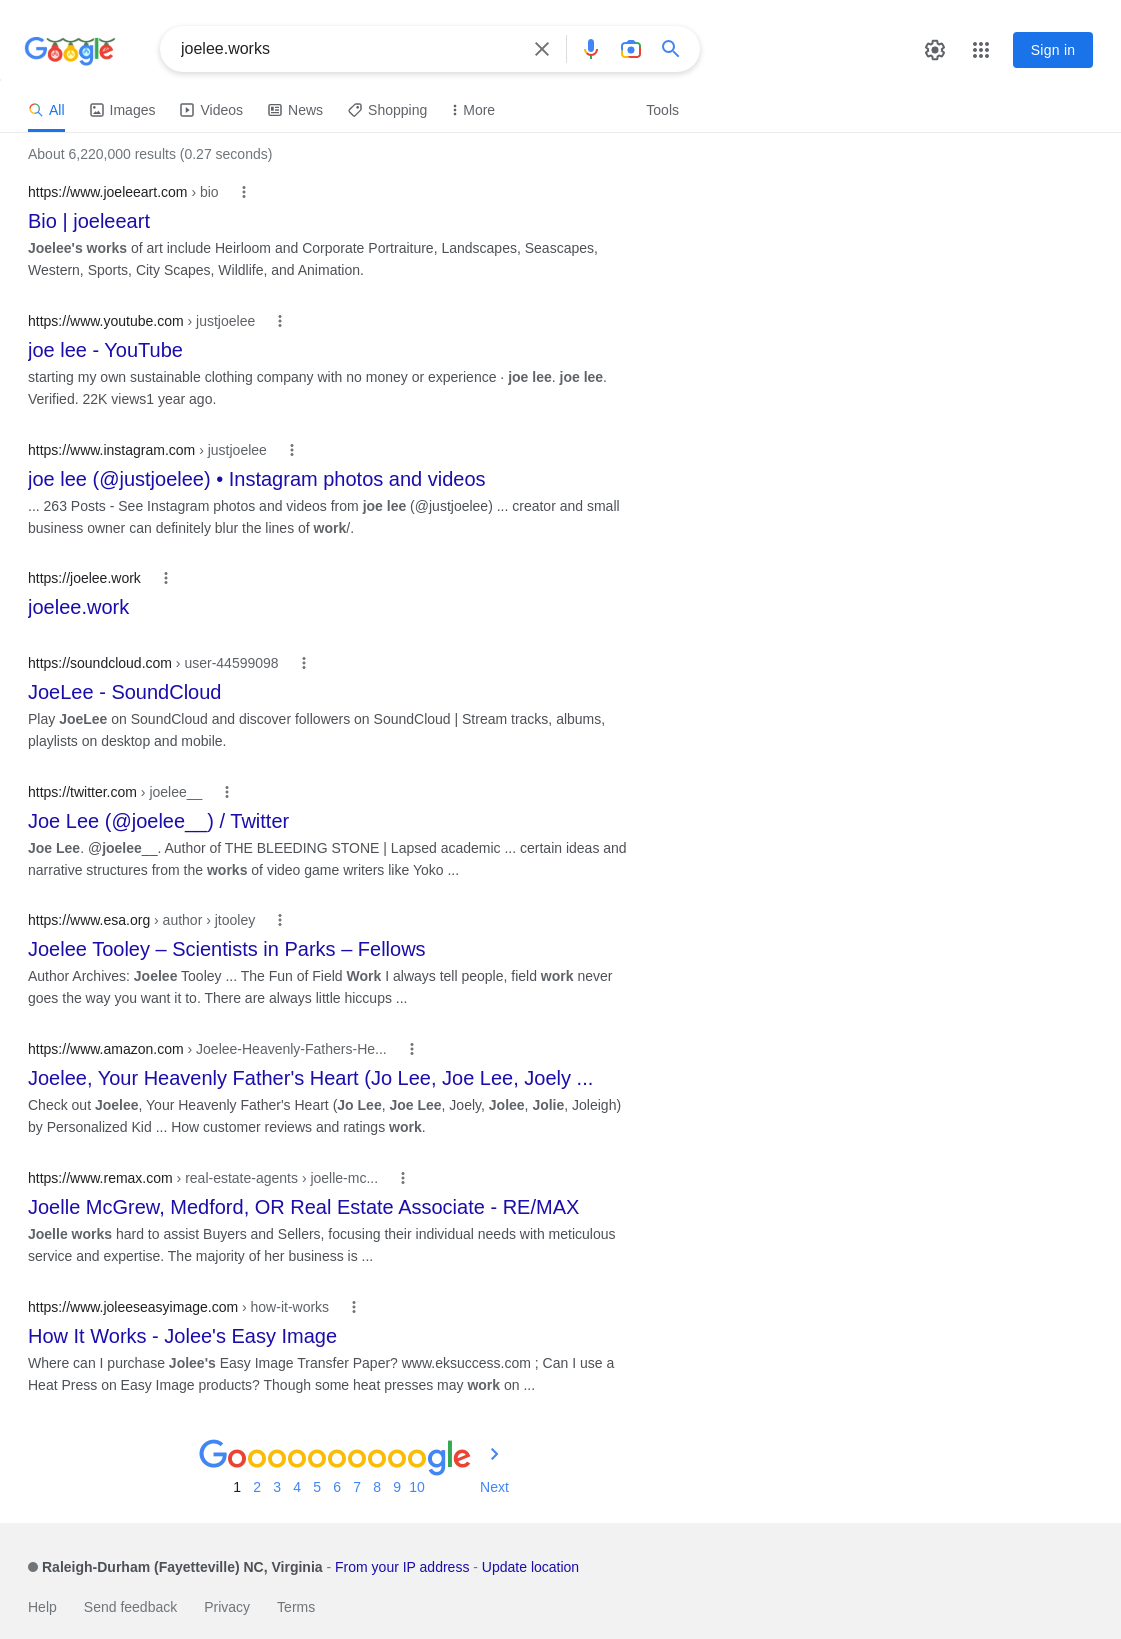 Google
joelee.works
Sign in
All Images Videos News Shopping More Tools
About 6,220,000 results (0.27 seconds)
https://www.joeleeart.com › bio
Bio | joeleeart
Joelee's works of art include Heirloom and Corporate Portraiture, Landscapes, Seascapes,
Western, Sports, City Scapes, Wildlife, and Animation.
https://www.youtube.com › justjoelee
joe lee - YouTube
starting my own sustainable clothing company with no money or experience · joe lee. joe lee.
Verified. 22K views1 year ago.
https://www.instagram.com › justjoelee
joe lee (@justjoelee) • Instagram photos and videos
... 263 Posts - See Instagram photos and videos from joe lee (@justjoelee) ... creator and small
business owner can definitely blur the lines of work/.
https://joelee.work
joelee.work
https://soundcloud.com › user-44599098
JoeLee - SoundCloud
Play JoeLee on SoundCloud and discover followers on SoundCloud | Stream tracks, albums,
playlists on desktop and mobile.
https://twitter.com › joelee__
Joe Lee (@joelee__) / Twitter
Joe Lee. @joelee__. Author of THE BLEEDING STONE | Lapsed academic ... certain ideas and
narrative structures from the works of video game writers like Yoko ...
https://www.esa.org › author › jtooley
Joelee Tooley – Scientists in Parks – Fellows
Author Archives: Joelee Tooley ... The Fun of Field Work I always tell people, field work never
goes the way you want it to. There are always little hiccups ...
https://www.amazon.com › Joelee-Heavenly-Fathers-He...
Joelee, Your Heavenly Father's Heart (Jo Lee, Joe Lee, Joely ...
Check out Joelee, Your Heavenly Father's Heart (Jo Lee, Joe Lee, Joely, Jolee, Jolie, Joleigh)
by Personalized Kid ... How customer reviews and ratings work.
https://www.remax.com › real-estate-agents › joelle-mc...
Joelle McGrew, Medford, OR Real Estate Associate - RE/MAX
Joelle works hard to assist Buyers and Sellers, focusing their individual needs with meticulous
service and expertise. The majority of her business is ...
https://www.joleeseasyimage.com › how-it-works
How It Works - Jolee's Easy Image
Where can I purchase Jolee's Easy Image Transfer Paper? www.eksuccess.com ; Can I use a
Heat Press on Easy Image products? Though some heat presses may work on ...
Goooooooooogle
1 2 3 4 5 6 7 8 9 10 Next
Raleigh-Durham (Fayetteville) NC, Virginia - From your IP address - Update location
Help Send feedback Privacy Terms